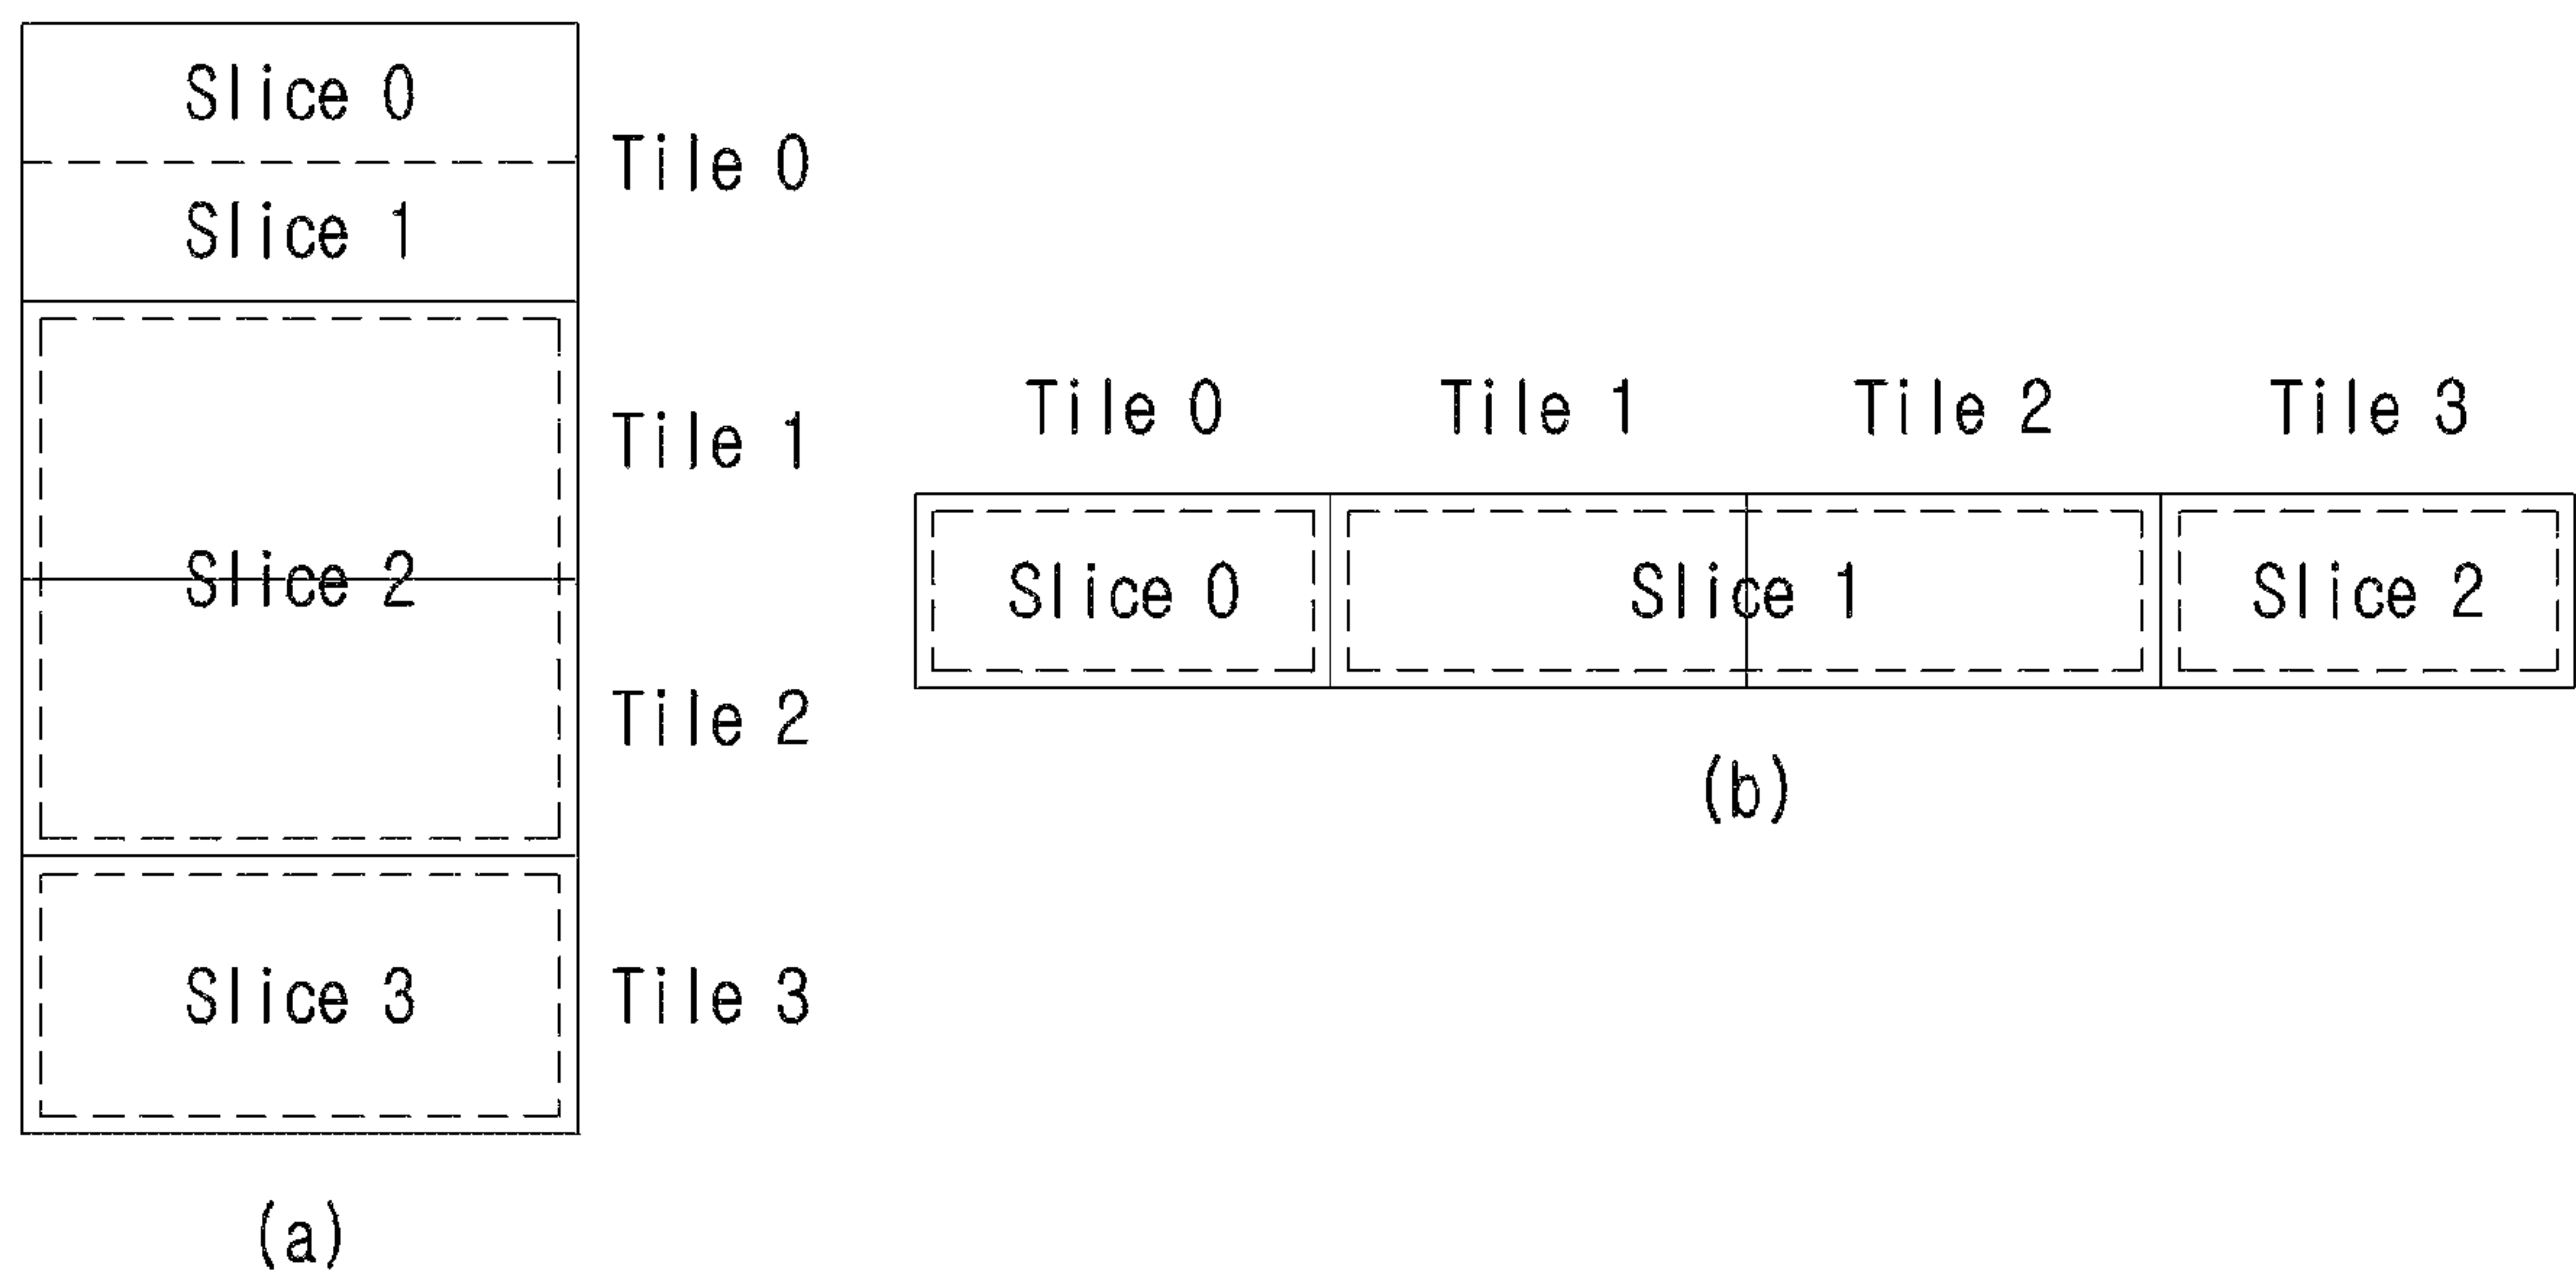 Slice 0
Tile 0
Slice 1
Tile 1
Slice 2
Tile 2
Slice 3
Tile 3
(a)
Tile 0 Tile 1 Tile 2 Tile 3
Slice 0 Slice 1 Slice 2
(b)